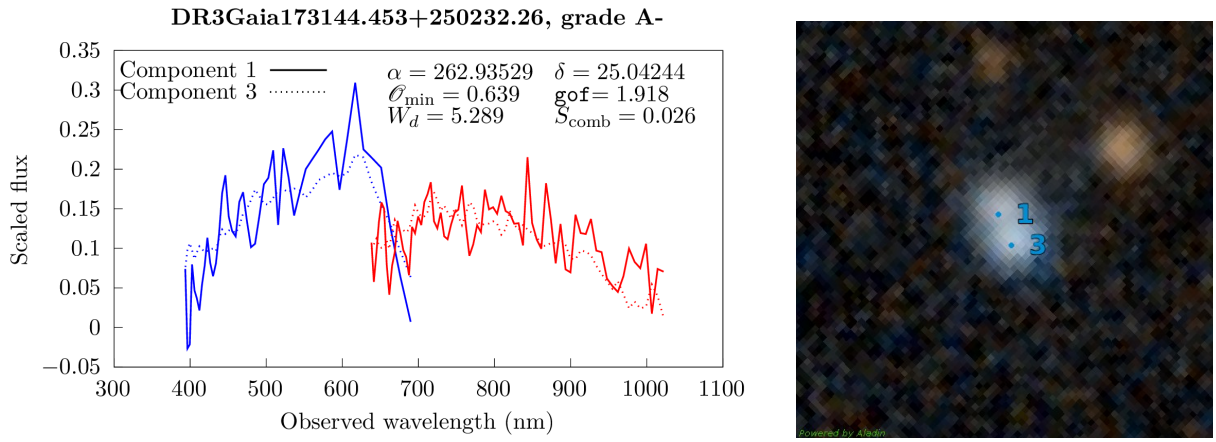 DR3Gaia173144.453+250232.26, grade A-
Component 1
Component 3
α = 262.93529 δ = 25.04244
𝒪min = 0.639 gof= 1.918
Wd = 5.289 Scomb = 0.026
0.35
0.3
0.25
0.2
0.15
0.1
0.05
0
−0.05
300 400 500 600 700 800 900 1000 1100
Scaled flux
Observed wavelength (nm)
1
3
Powered by Aladin